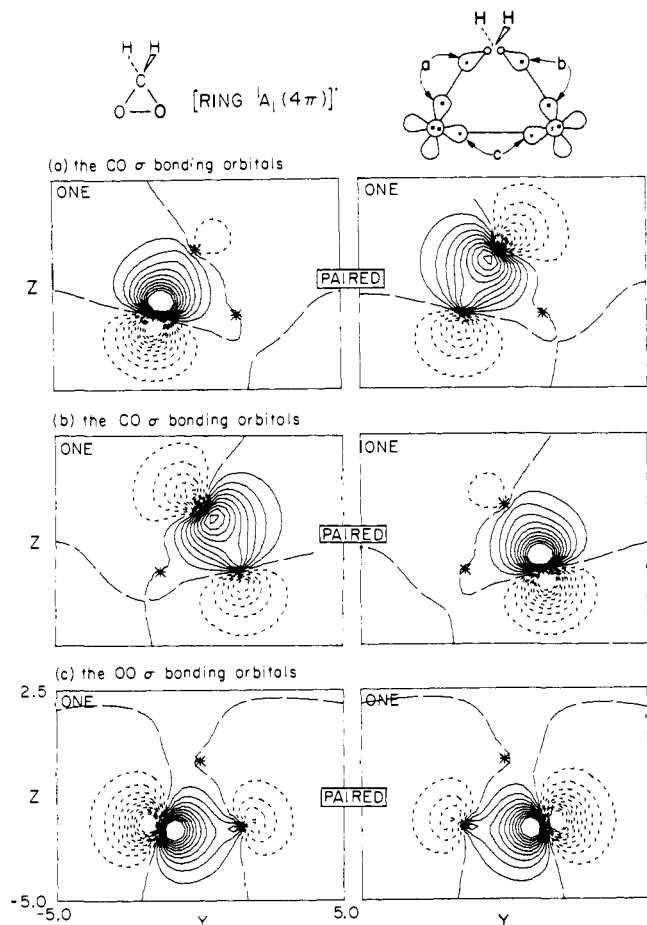 H H
H H
C
O O
[RING ¹A₁(4π)]
a b
c
(a) the CO σ bonding orbitals
ONE ONE
Z PAIRED
(b) the CO σ bonding orbitals
ONE ONE
Z PAIRED
(c) the OO σ bonding orbitals
2.5
ONE ONE
Z PAIRED
-5.0
-5.0 Y 5.0 Y